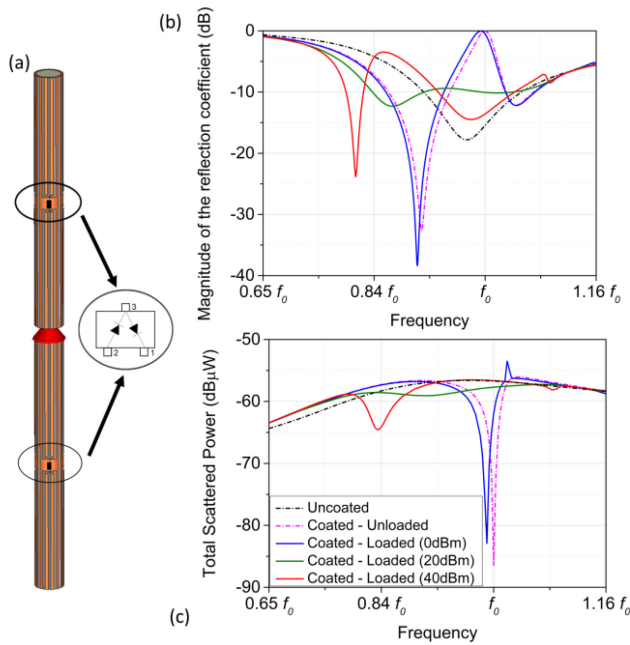 (a)
3
2
1
(b)
Magnitude of the reflection coefficient (dB)
0
-10
-20
-30
-40
0.65 f0
0.84 f0
f0
1.16 f0
Frequency
(c)
Total Scattered Power (dBµW)
-50
-60
-70
-80
-90
Uncoated
Coated - Unloaded
Coated - Loaded (0dBm)
Coated - Loaded (20dBm)
Coated - Loaded (40dBm)
0.65 f0
0.84 f0
f0
1.16 f0
Frequency